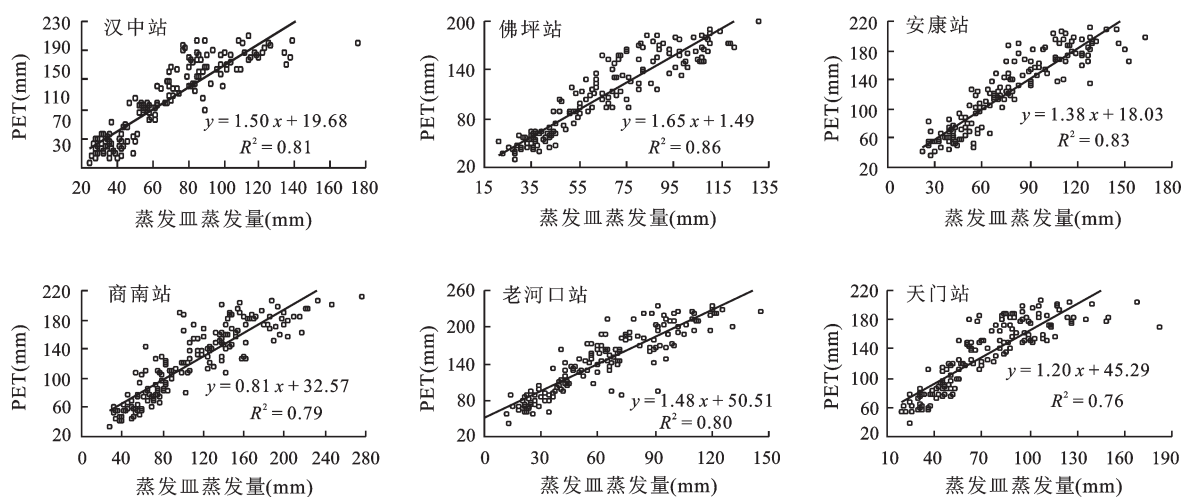 汉中站
230
190
150
110
70
30
PET(mm)
y = 1.50 x + 19.68
R² = 0.81
20 40 60 80 100 120 140 160 180
蒸发皿蒸发量(mm)
佛坪站
200
140
80
20
PET(mm)
y = 1.65 x + 1.49
R² = 0.86
15 35 55 75 95 115 135
蒸发皿蒸发量(mm)
安康站
220
180
140
100
60
20
PET(mm)
y = 1.38 x + 18.03
R² = 0.83
10 30 60 90 120 150 180
蒸发皿蒸发量(mm)
商南站
220
180
140
100
60
20
PET(mm)
y = 0.81 x + 32.57
R² = 0.79
0 40 80 120 160 200 240 280
蒸发皿蒸发量(mm)
老河口站
260
200
140
80
20
PET(mm)
y = 1.48 x + 50.51
R² = 0.80
0 30 60 90 120 150
蒸发皿蒸发量(mm)
天门站
220
180
140
100
60
20
PET(mm)
y = 1.20 x + 45.29
R² = 0.76
10 40 70 100 130 160 190
蒸发皿蒸发量(mm)